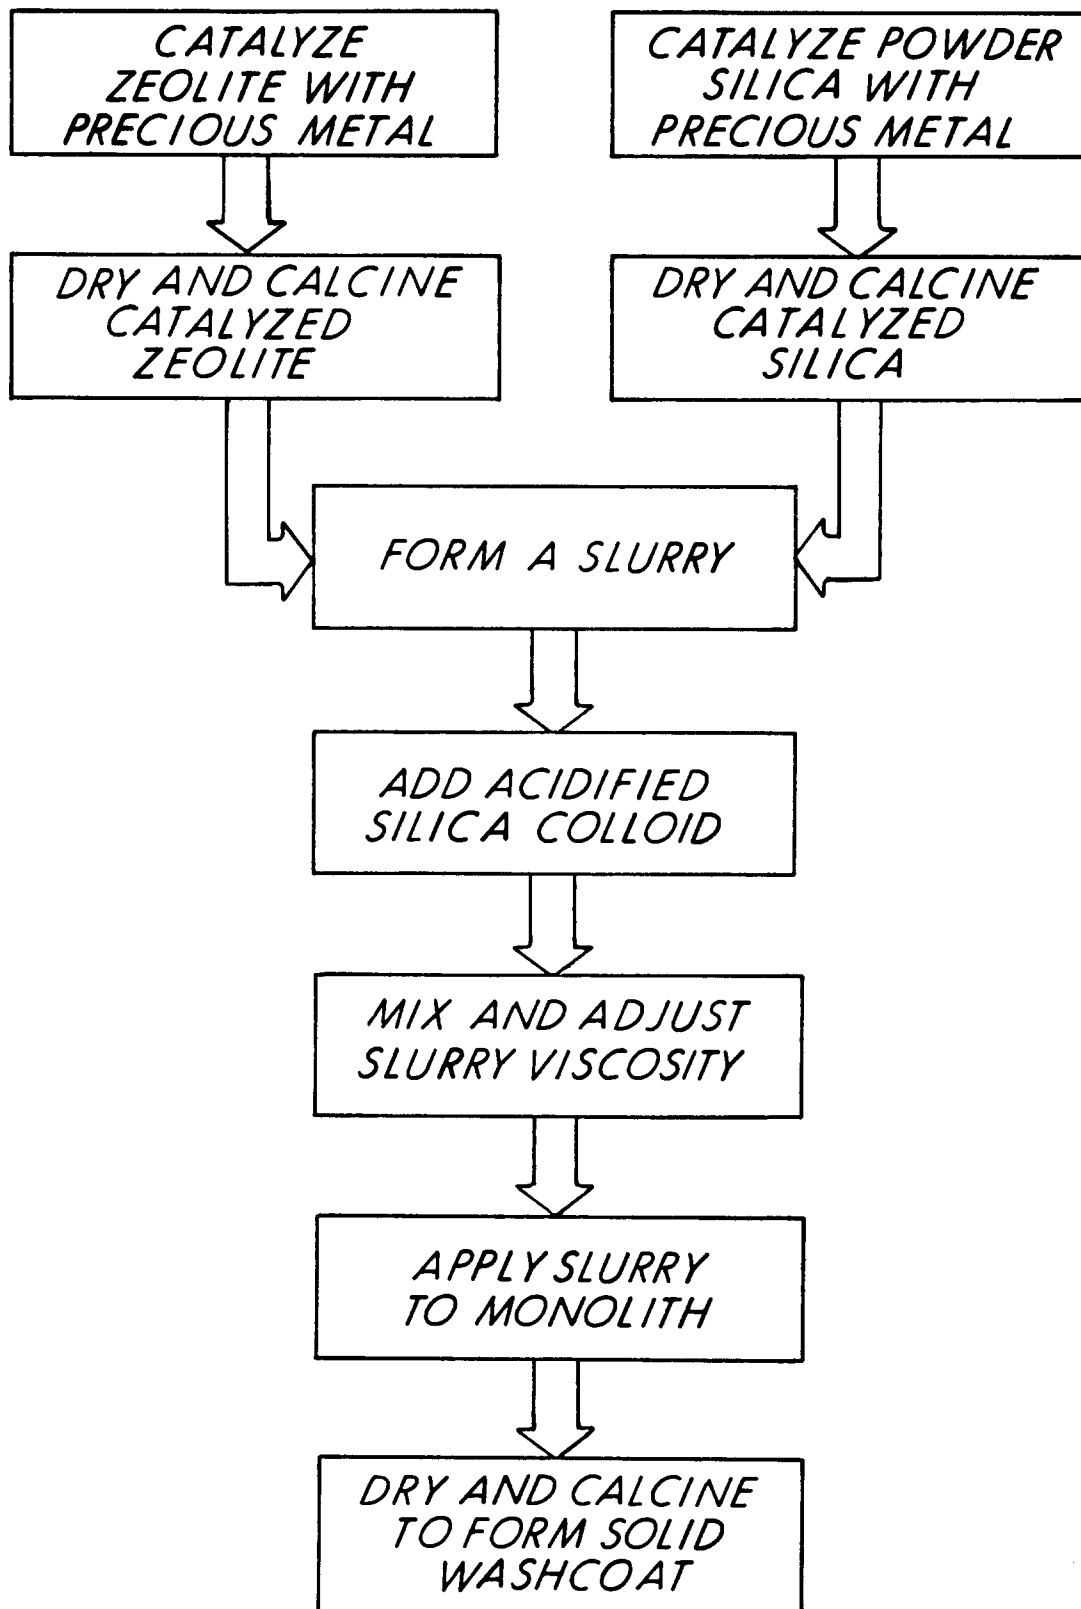 CATALYZE
ZEOLITE WITH
PRECIOUS METAL
CATALYZE POWDER
SILICA WITH
PRECIOUS METAL
DRY AND CALCINE
CATALYZED
ZEOLITE
DRY AND CALCINE
CATALYZED
SILICA
FORM A SLURRY
ADD ACIDIFIED
SILICA COLLOID
MIX AND ADJUST
SLURRY VISCOSITY
APPLY SLURRY
TO MONOLITH
DRY AND CALCINE
TO FORM SOLID
WASHCOAT